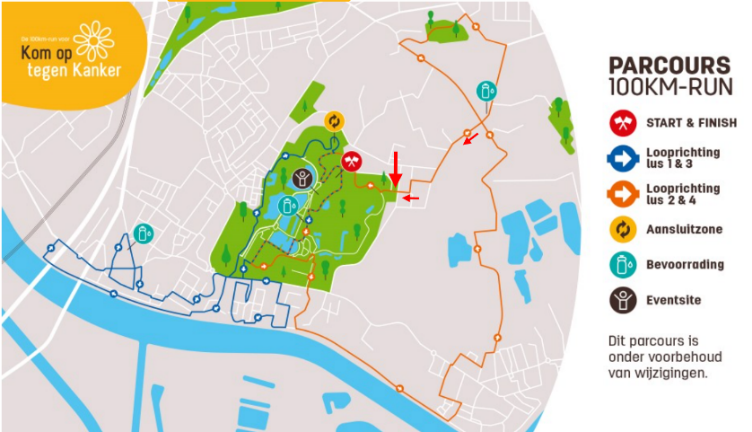 De 100km-run voor
Kom op
tegen Kanker
PARCOURS
100KM-RUN
START & FINISH
Looprichting
lus 1 & 3
Looprichting
lus 2 & 4
Aansluitzone
Bevoorrading
Eventsite
Dit parcours is
onder voorbehoud
van wijzigingen.